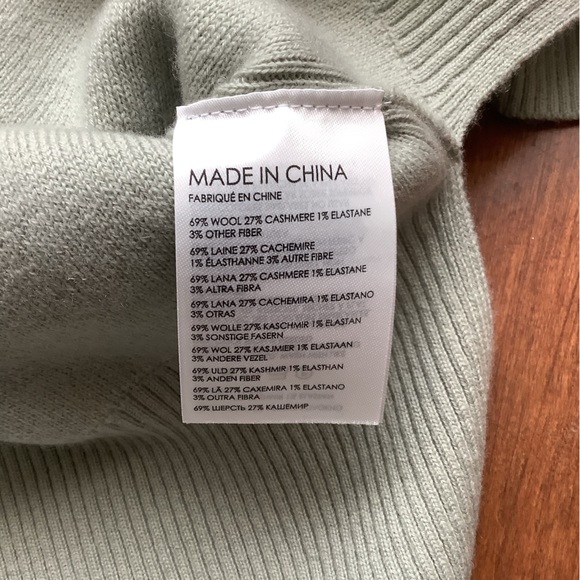 MADE IN CHINA
FABRIQUÉ EN CHINE
69% WOOL 27% CASHMERE 1% ELASTANE
3% OTHER FIBER
69% LAINE 27% CACHEMIRE
1% ÉLASTHANNE 3% AUTRE FIBRE
69% LANA 27% CASHMERE 1% ELASTANE
3% ALTRA FIBRA
69% LANA 27% CACHEMIRA 1% ELASTANO
3% OTRAS
69% WOLLE 27% KASCHMIR 1% ELASTAN
3% SONSTIGE FASERN
69% WOL 27% KASJMIER 1% ELASTAAN
3% ANDERE VEZEL
69% ULD 27% KASHMIR 1% ELASTHAN
3% ANDEN FIBER
69% LÃ 27% CAXEMIRA 1% ELASTANO
3% OUTRA FIBRA
69% ШЕРСТЬ 27% КАШЕМИР